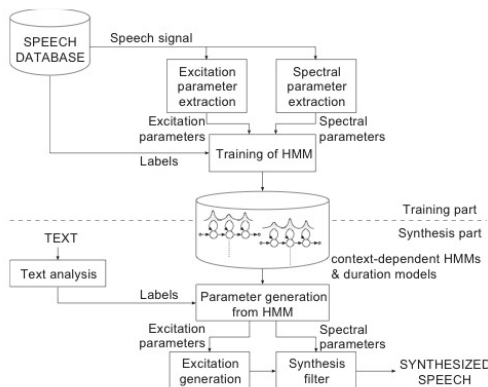 SPEECH
DATABASE
Speech signal
Excitation
parameter
extraction
Spectral
parameter
extraction
Excitation
parameters
Spectral
parameters
Labels
Training of HMM
Training part
Synthesis part
TEXT
context-dependent HMMs
& duration models
Text analysis
Labels
Parameter generation
from HMM
Excitation
parameters
Spectral
parameters
Excitation
generation
Synthesis
filter
SYNTHESIZED
SPEECH